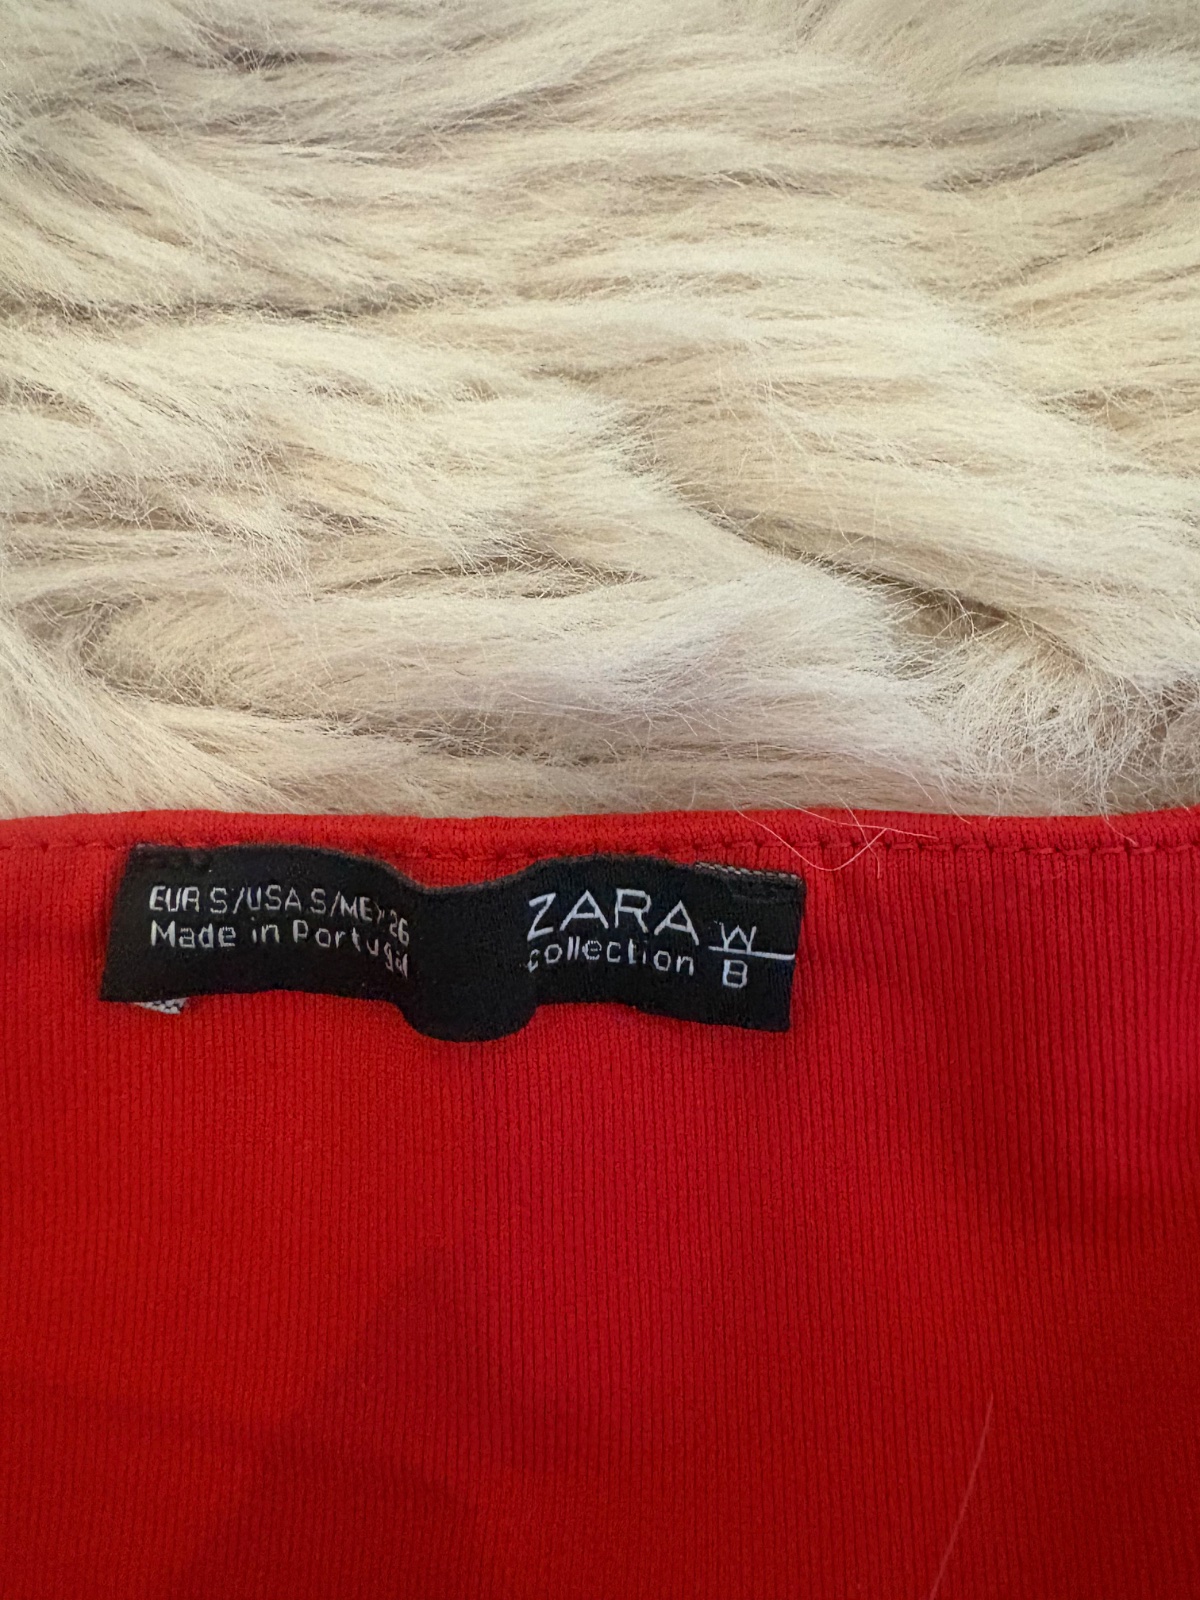 EUR S/USA S/MEX 26
Made in Portugal
ZARA W
collection B